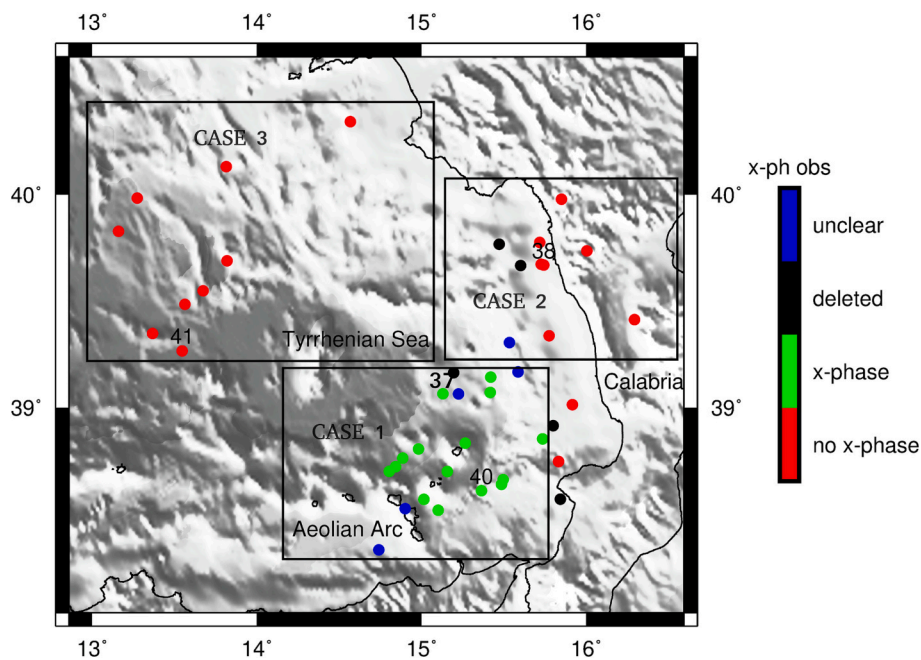 13° 14° 15° 16°
x-ph obs
CASE 3
40° 40°
unclear
38
deleted
CASE 2
41 Tyrrhenian Sea
37 Calabria
x-phase
39° 39°
CASE 1
no x-phase
40
Aeolian Arc
13° 14° 15° 16°